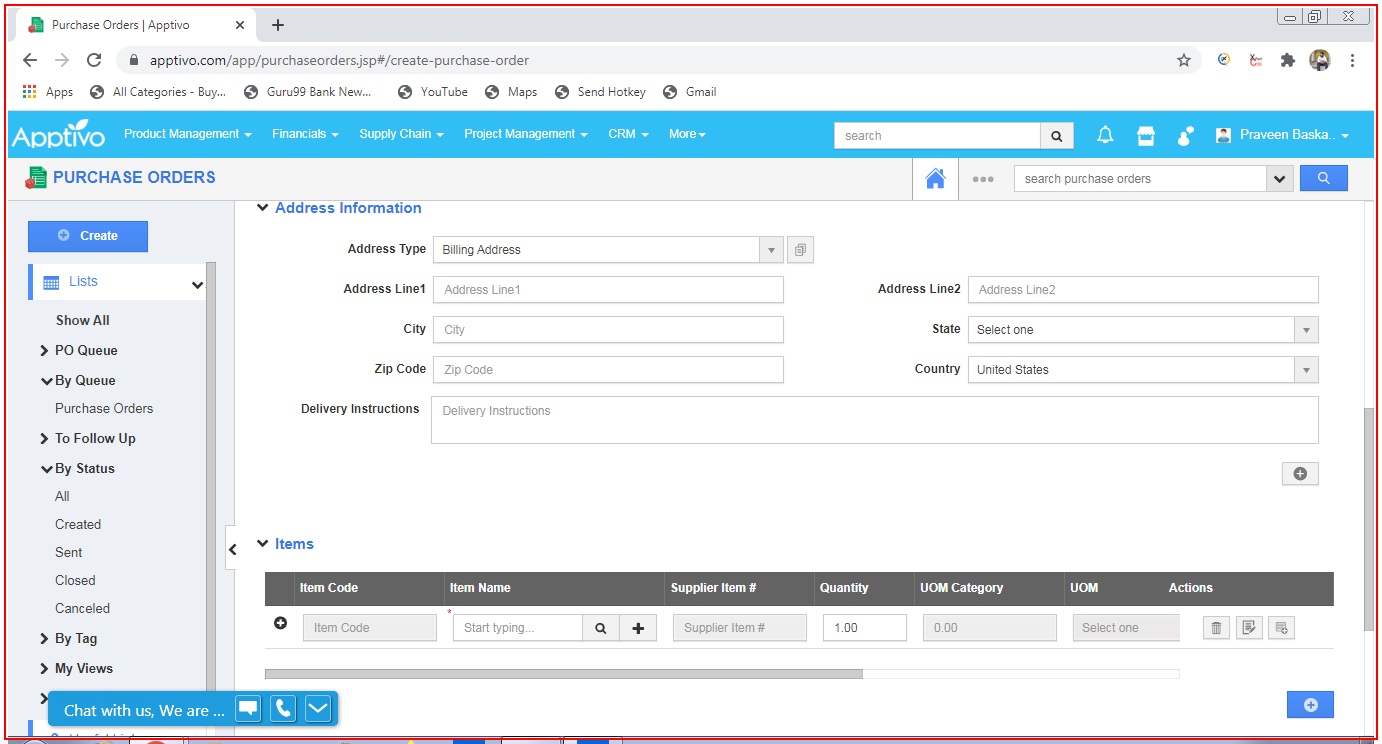 Purchase Orders | Apptivo
apptivo.com/app/purchaseorders.jsp#/create-purchase-order
Apps All Categories - Buy... Guru99 Bank New... YouTube Maps Send Hotkey Gmail
Apptivo Product Management Financials Supply Chain Project Management CRM More search Praveen Baska..
PURCHASE ORDERS search purchase orders
Create
Lists
Show All
PO Queue
By Queue
Purchase Orders
To Follow Up
By Status
All
Created
Sent
Closed
Canceled
By Tag
My Views
Chat with us, We are ...
Address Information
Address Type Billing Address
Address Line1 Address Line1 Address Line2 Address Line2
City City State Select one
Zip Code Zip Code Country United States
Delivery Instructions Delivery Instructions
Items
Item Code Item Name Supplier Item # Quantity UOM Category UOM Actions
Item Code * Start typing... Supplier Item # 1.00 0.00 Select one